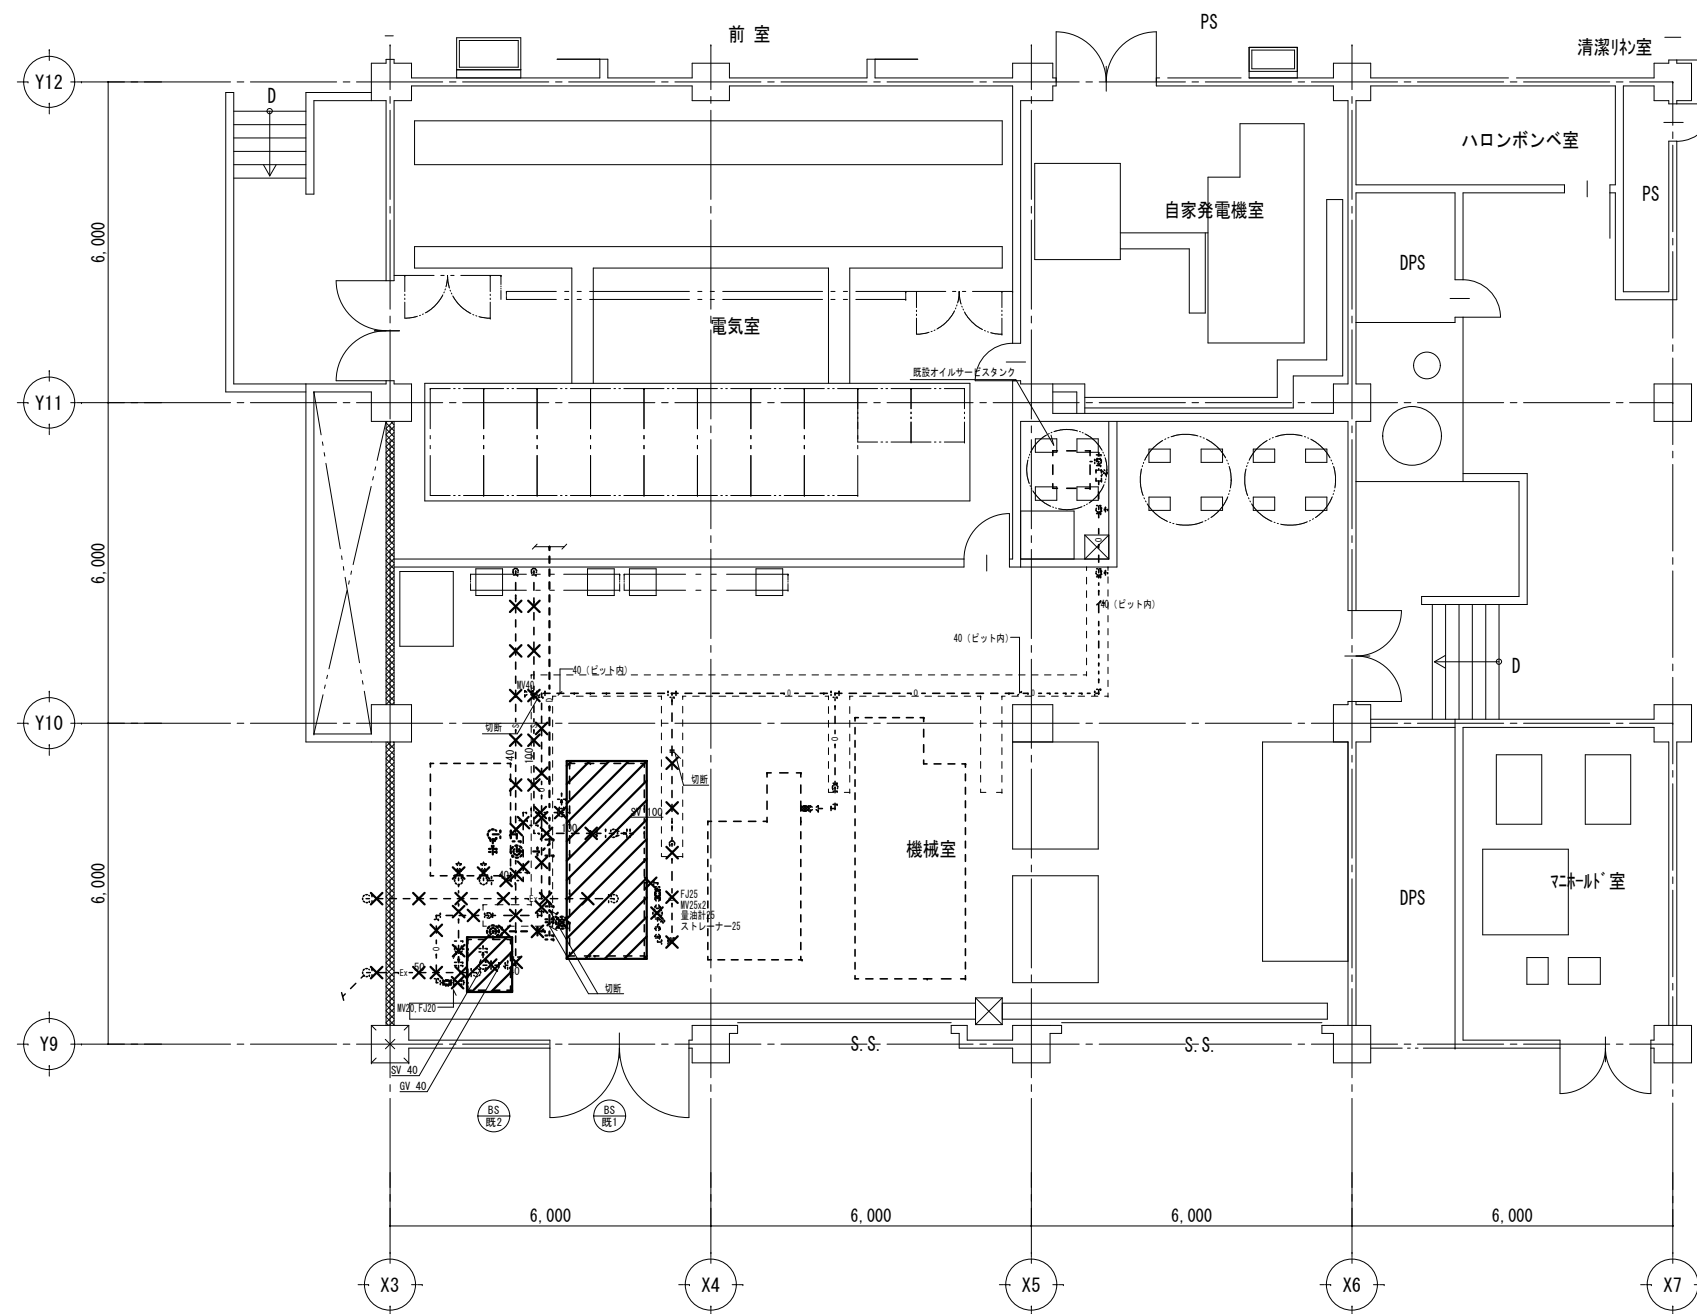 PS
前 室
清潔ﾘﾈﾝ室
Y12
D
ハロンボンベ室
PS
自家発電機室
6,000
DPS
電気室
既設オイルサービスタンク
Y11
6,000
40 (ピット内)
40 (ピット内)
40 (ピット内)
D
MV40
Y10
切断
40
100
切断
SV 100
100
機械室
6,000
FJ25
MV25x2
量油計25
ストレーナー25
DPS
ﾏﾆﾎｰﾙﾄﾞ室
Ex
50
切断
MV20,FJ20
Y9
S.S.
S.S.
SV 40
GV 40
BS
既2
BS
既1
6,000
6,000
6,000
6,000
X3
X4
X5
X6
X7